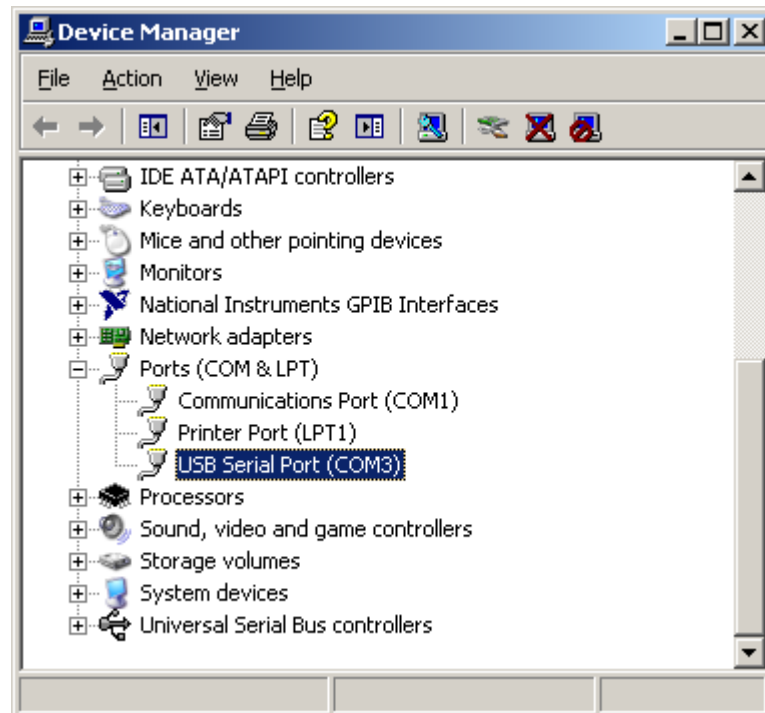 Device Manager
File Action View Help
IDE ATA/ATAPI controllers
Keyboards
Mice and other pointing devices
Monitors
National Instruments GPIB Interfaces
Network adapters
Ports (COM & LPT)
Communications Port (COM1)
Printer Port (LPT1)
USB Serial Port (COM3)
Processors
Sound, video and game controllers
Storage volumes
System devices
Universal Serial Bus controllers